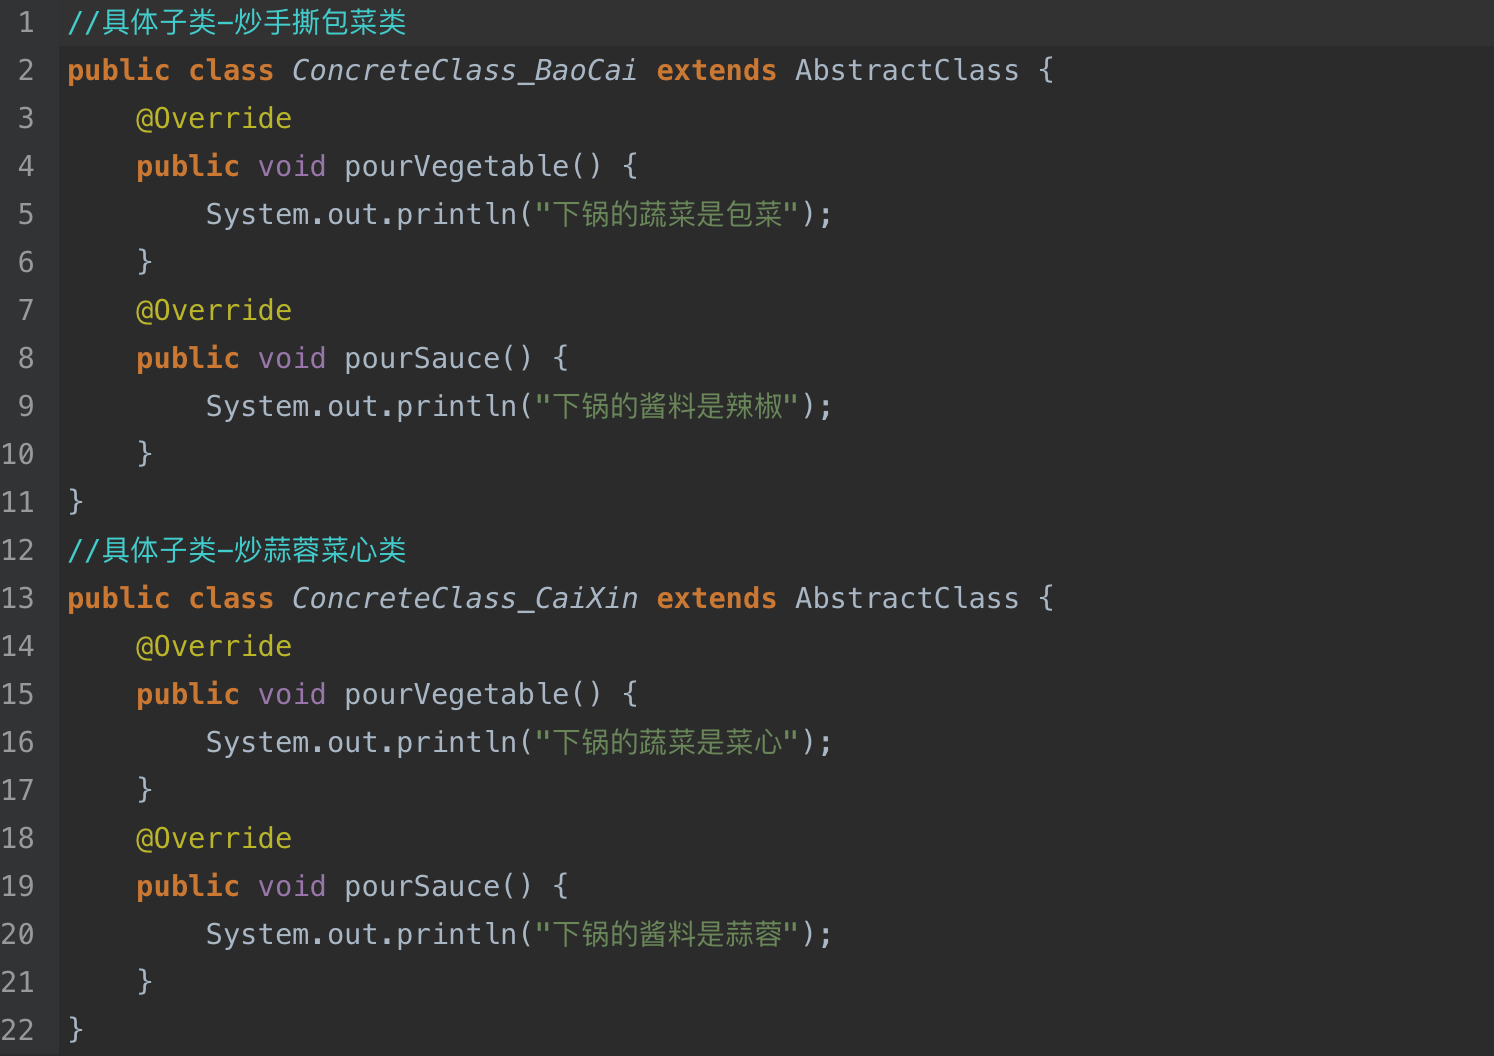 1 //具体子类-炒手撕包菜类
2 public class ConcreteClass_BaoCai extends AbstractClass {
3     @Override
4     public void pourVegetable() {
5         System.out.println("下锅的蔬菜是包菜");
6     }
7     @Override
8     public void pourSauce() {
9         System.out.println("下锅的酱料是辣椒");
10     }
11 }
12 //具体子类-炒蒜蓉菜心类
13 public class ConcreteClass_CaiXin extends AbstractClass {
14     @Override
15     public void pourVegetable() {
16         System.out.println("下锅的蔬菜是菜心");
17     }
18     @Override
19     public void pourSauce() {
20         System.out.println("下锅的酱料是蒜蓉");
21     }
22 }